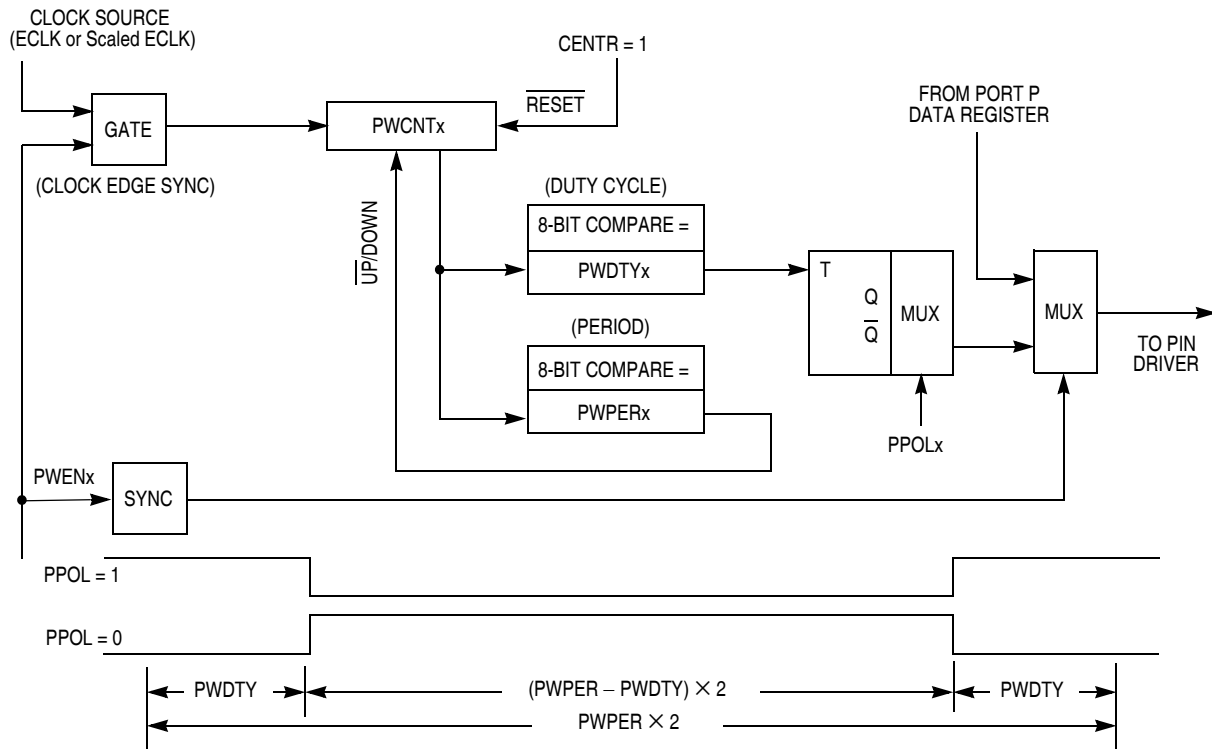 CLOCK SOURCE
(ECLK or Scaled ECLK)
CENTR = 1
RESET
FROM PORT P
DATA REGISTER
GATE
PWCNTx
(CLOCK EDGE SYNC)
(DUTY CYCLE)
8-BIT COMPARE =
UP/DOWN
PWDTYx
T
Q
Q
MUX
MUX
(PERIOD)
TO PIN
DRIVER
8-BIT COMPARE =
PWPERx
PPOLx
PWENx
SYNC
PPOL = 1
PPOL = 0
PWDTY
(PWPER – PWDTY) × 2
PWDTY
PWPER × 2